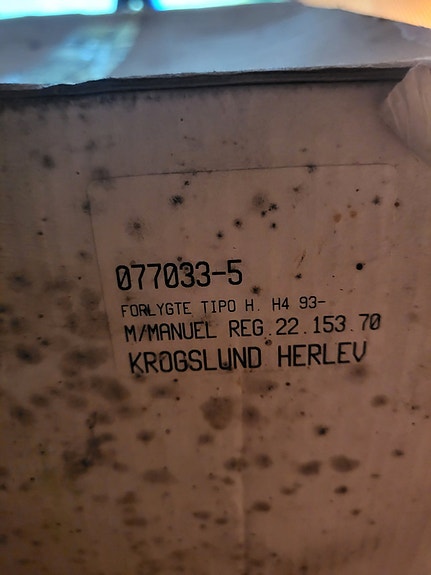 077033-5
FORLYGTE TIPO H. H4 93-
M/MANUEL REG.22.153.70
KROGSLUND HERLEV